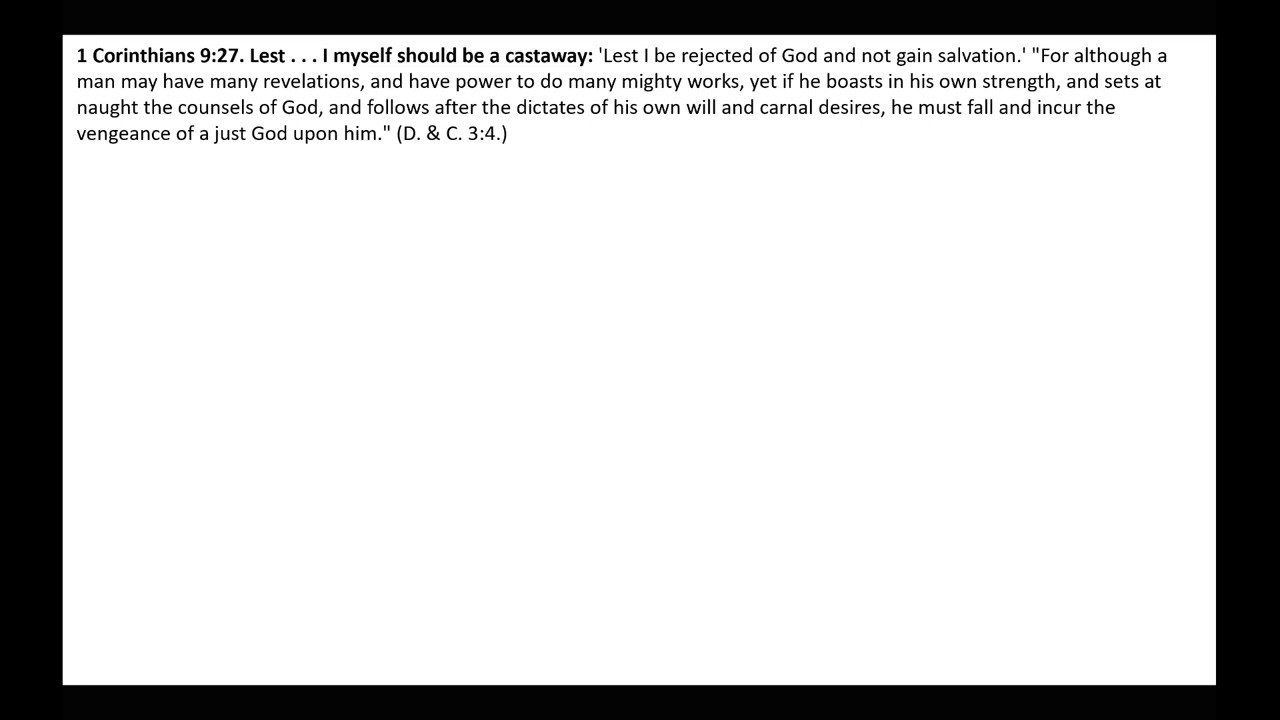 1 Corinthians 9:27. Lest . . . I myself should be a castaway: 'Lest I be rejected of God and not gain salvation.' "For although a
man may have many revelations, and have power to do many mighty works, yet if he boasts in his own strength, and sets at
naught the counsels of God, and follows after the dictates of his own will and carnal desires, he must fall and incur the
vengeance of a just God upon him." (D. & C. 3:4.)